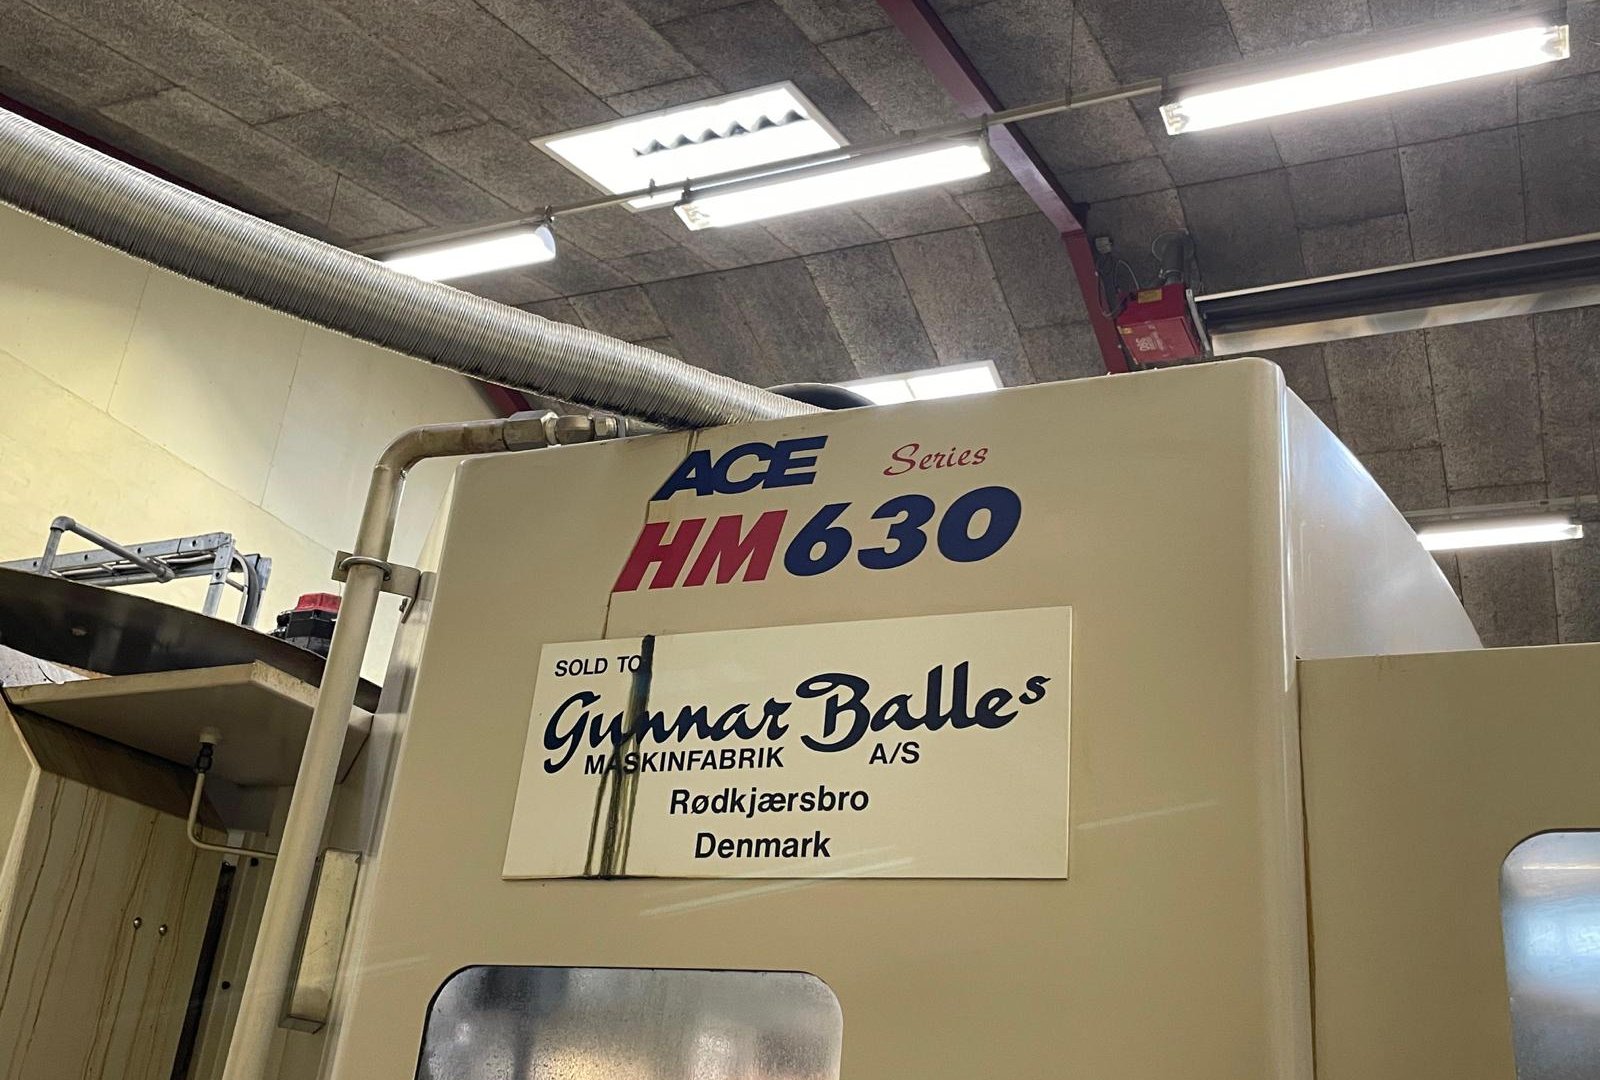 ACE Series
HM630
SOLD TO
Gunnar Balles
MASKINFABRIK A/S
Rødkjærsbro
Denmark